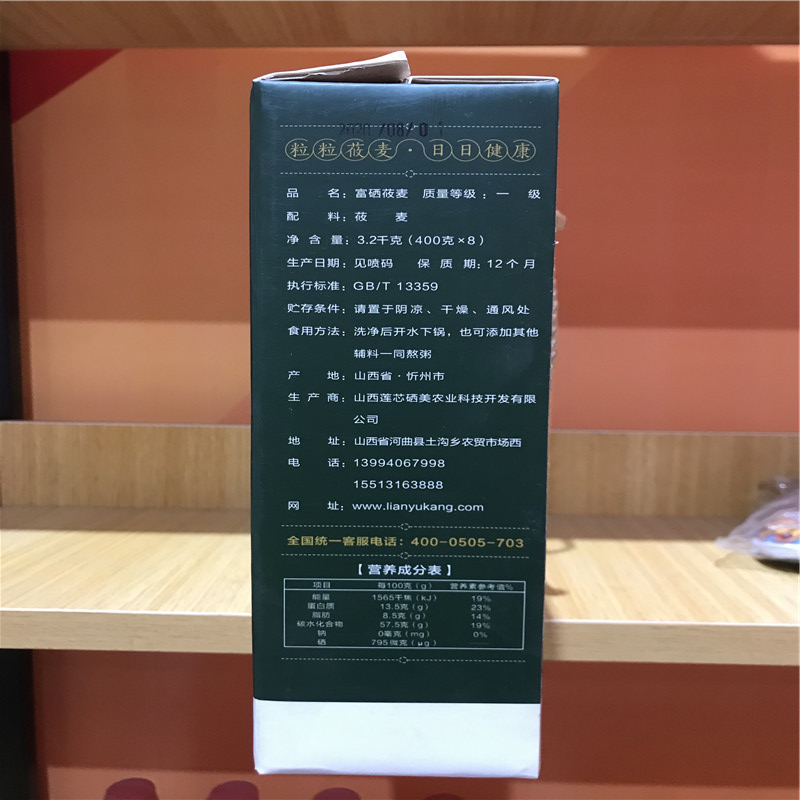 粒粒莜麦·日日健康
品 名：富硒莜麦 质量等级：一 级
配 料：莜 麦
净 含 量：3.2千克（400克×8）
生产日期：见喷码 保 质 期：12个月
执行标准：GB/T 13359
贮存条件：请置于阴凉、干燥、通风处
食用方法：洗净后开水下锅，也可添加其他
辅料一同熬粥
产 地：山西省·忻州市
生 产 商：山西莲芯硒美农业科技开发有限
公司
地 址：山西省河曲县土沟乡农贸市场西
电 话：13994067998
15513163888
网 址：www.lianyukang.com
全国统一客服电话：400-0505-703
【营养成分表】
项目 每100克（g） 营养素参考值%
能量 1565千焦（kJ） 19%
蛋白质 13.5克（g） 23%
脂肪 8.5克（g） 14%
碳水化合物 57.5克（g） 19%
钠 0毫克（mg） 0%
硒 795微克（μg）